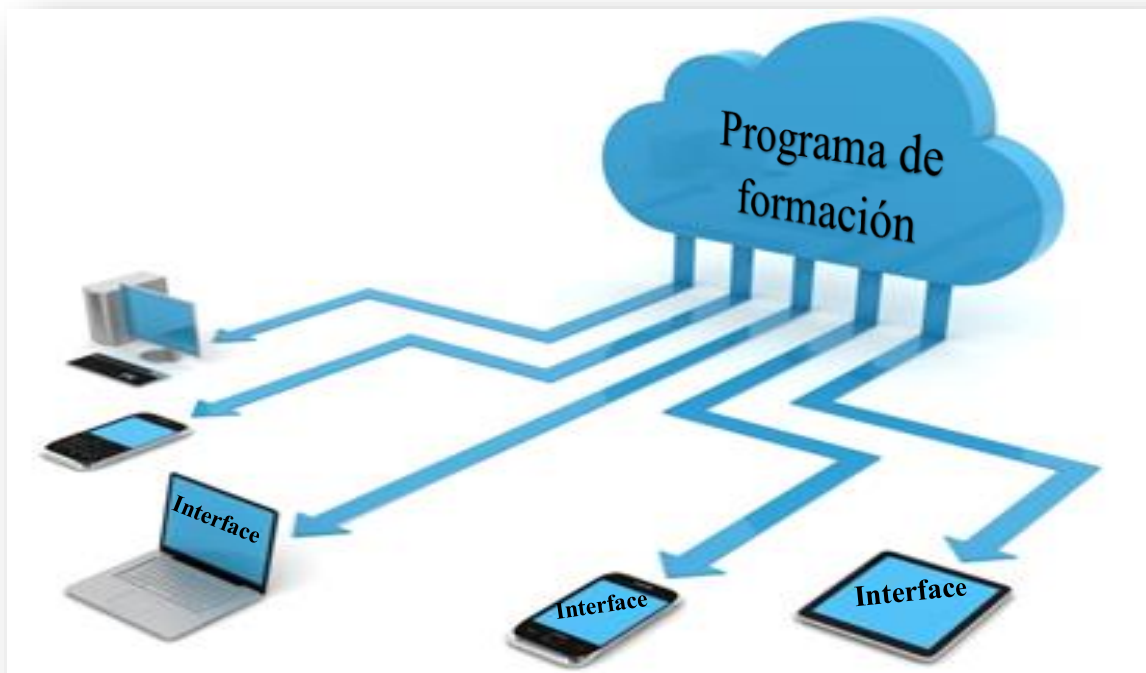 Programa de
formación
Interface
Interface
Interface